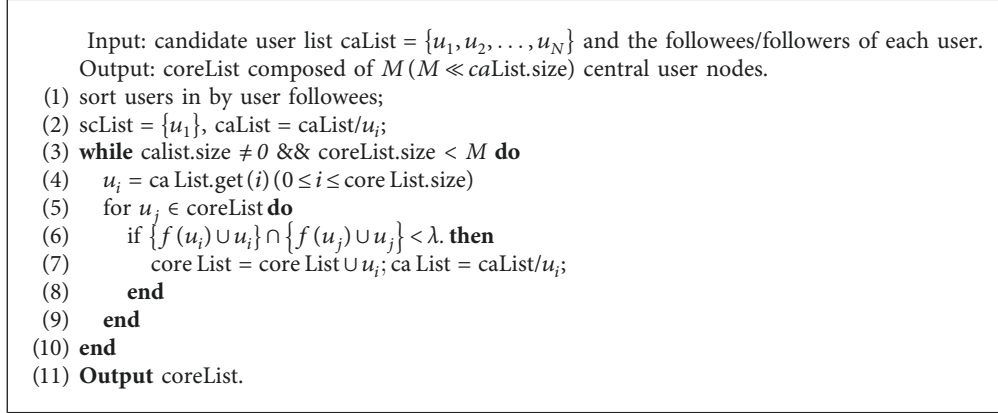 Input: candidate user list caList = {u₁, u₂, . . . , u_N} and the followees/followers of each user.
Output: coreList composed of M (M ≪ caList.size) central user nodes.
(1) sort users in by user followees;
(2) scList = {u₁}, caList = caList/uᵢ;
(3) while calist.size ≠ 0 && coreList.size < M do
(4) uᵢ = ca List.get (i) (0 ≤ i ≤ core List.size)
(5) for uⱼ ∈ coreList do
(6) if {f (uᵢ) ∪ uᵢ} ∩ {f (uⱼ) ∪ uⱼ} < λ. then
(7) core List = core List ∪ uᵢ; ca List = caList/uᵢ;
(8) end
(9) end
(10) end
(11) Output coreList.